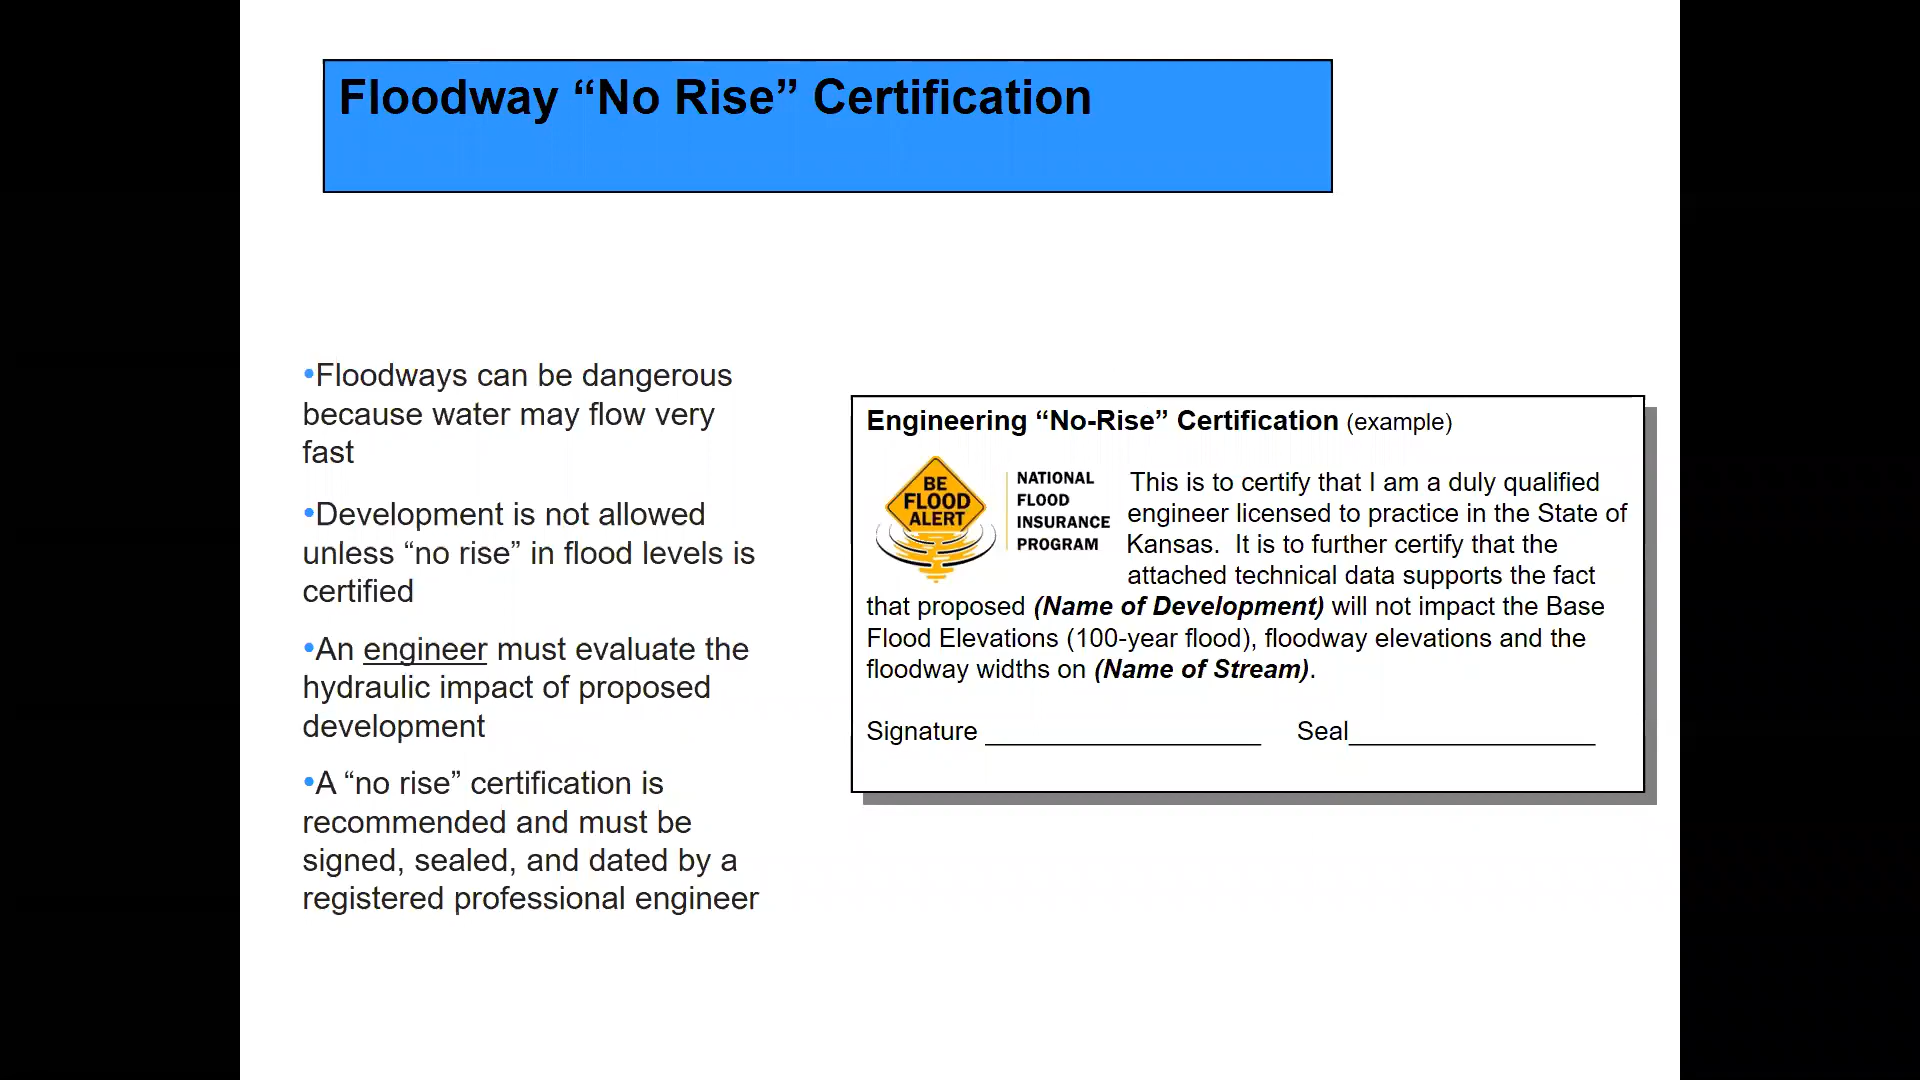 Floodway “No Rise” Certification
•Floodways can be dangerous
because water may flow very
fast
•Development is not allowed
unless “no rise” in flood levels is
certified
•An engineer must evaluate the
hydraulic impact of proposed
development
•A “no rise” certification is
recommended and must be
signed, sealed, and dated by a
registered professional engineer
Engineering “No-Rise” Certification (example)
BE
FLOOD
ALERT
NATIONAL
FLOOD
INSURANCE
PROGRAM
This is to certify that I am a duly qualified
engineer licensed to practice in the State of
Kansas.  It is to further certify that the
attached technical data supports the fact
that proposed (Name of Development) will not impact the Base
Flood Elevations (100-year flood), floodway elevations and the
floodway widths on (Name of Stream).
Signature ____________________ Seal__________________